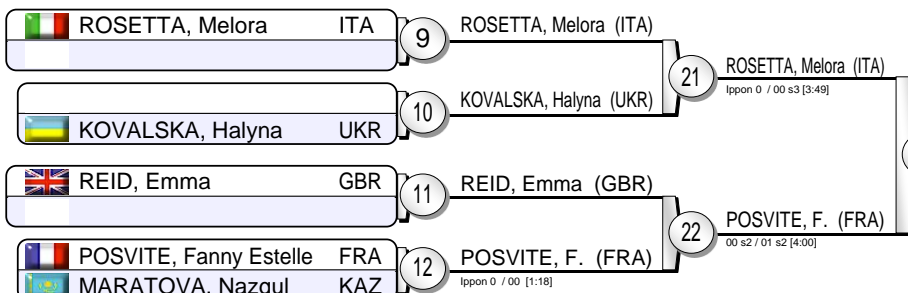 ROSETTA, Melora ITA
9
ROSETTA, Melora (ITA)
21
ROSETTA, Melora (ITA)
Ippon 0 / 00 s3 [3:49]
10
KOVALSKA, Halyna (UKR)
KOVALSKA, Halyna UKR
REID, Emma GBR
11
REID, Emma (GBR)
22
POSVITE, F. (FRA)
00 s2 / 01 s2 [4:00]
POSVITE, Fanny Estelle FRA
12
POSVITE, F. (FRA)
Ippon 0 / 00 [1:18]
MARATOVA, Nazgul KAZ